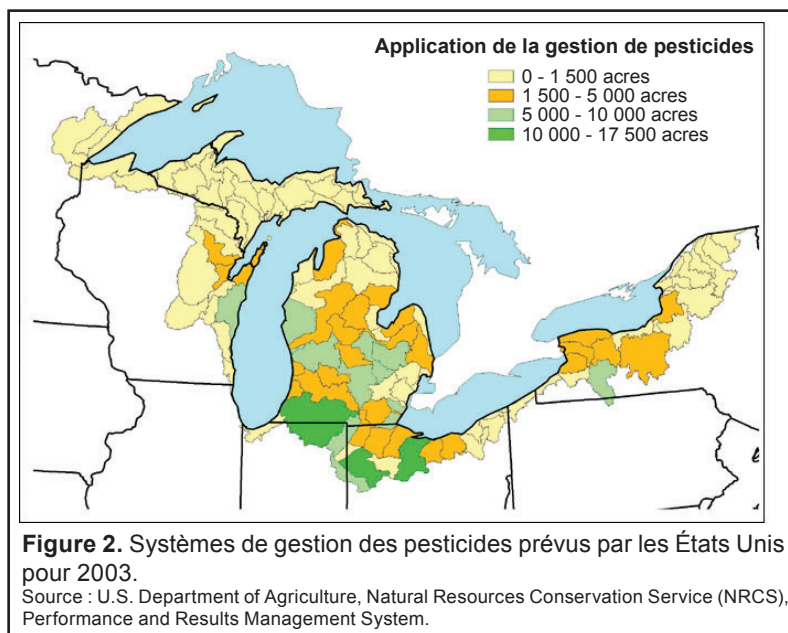 Application de la gestion de pesticides
0 - 1 500 acres
1 500 - 5 000 acres
5 000 - 10 000 acres
10 000 - 17 500 acres
Figure 2. Systèmes de gestion des pesticides prévus par les États Unis
pour 2003.
Source : U.S. Department of Agriculture, Natural Resources Conservation Service (NRCS),
Performance and Results Management System.